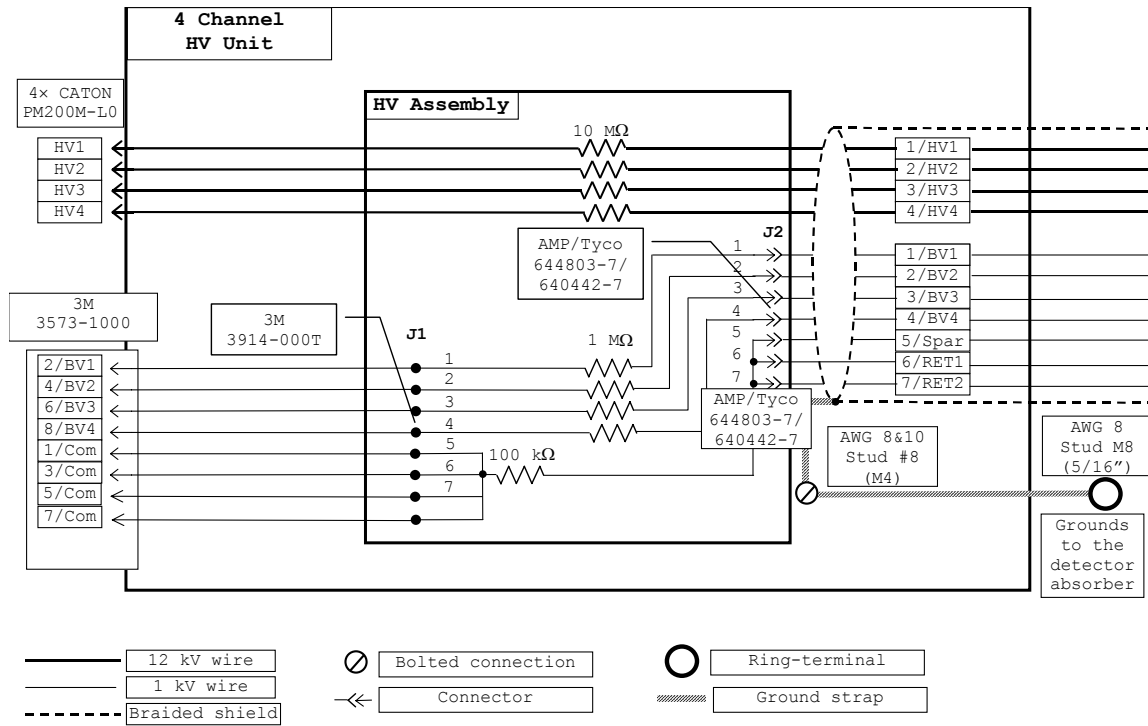 4 Channel
HV Unit
4× CATON
PM200M-L0
HV Assembly
10 MΩ
HV1
HV2
HV3
HV4
1/HV1
2/HV2
3/HV3
4/HV4
J2
AMP/Tyco
644803-7/
640442-7
1
2
3
4
5
6
7
1/BV1
2/BV2
3/BV3
4/BV4
5/Spar
6/RET1
7/RET2
3M
3573-1000
3M
3914-000T
J1
1 MΩ
2/BV1
4/BV2
6/BV3
8/BV4
1/Com
3/Com
5/Com
7/Com
1
2
3
4
5
6
7
100 kΩ
AMP/Tyco
644803-7/
640442-7
AWG 8&10
Stud #8
(M4)
AWG 8
Stud M8
(5/16″)
Grounds
to the
detector
absorber
12 kV wire
1 kV wire
Braided shield
Bolted connection
Connector
Ring-terminal
Ground strap